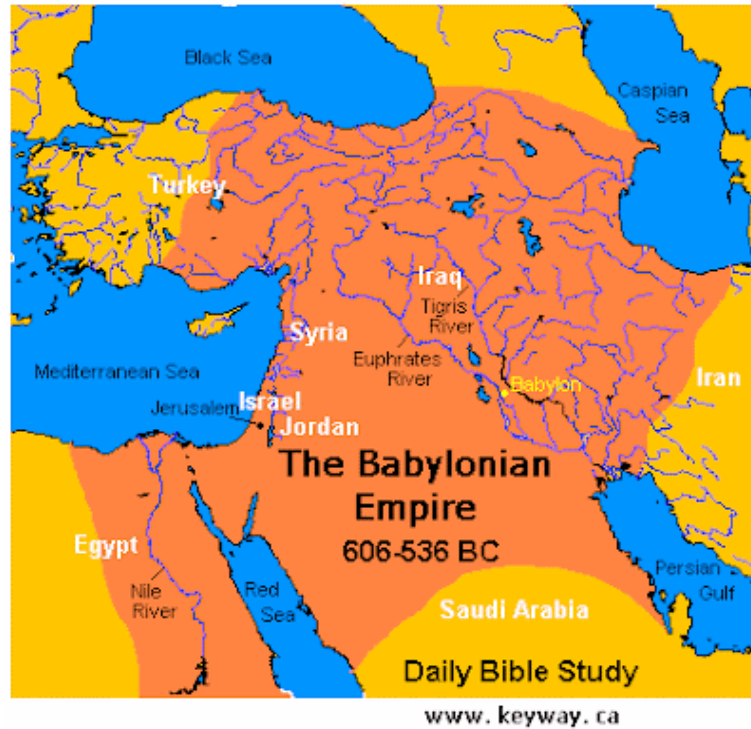 Black Sea
Caspian
Sea
Turkey
Iraq
Tigris
River
Syria
Euphrates
River
Mediterranean Sea
Iran
Babylon
Israel
Jerusalem
Jordan
The Babylonian
Empire
606-536 BC
Egypt
Nile
River
Red
Sea
Persian
Gulf
Saudi Arabia
Daily Bible Study
www.keyway.ca